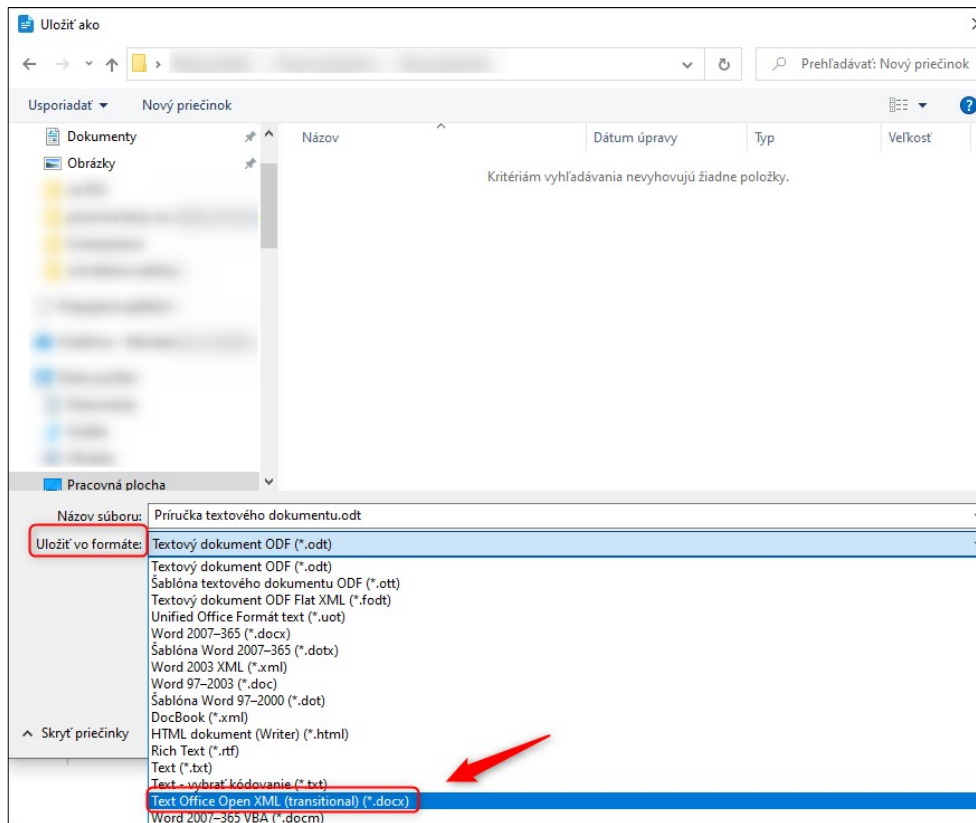 Uložiť ako
Prehľadávať: Nový priečinok
Usporiadať
Nový priečinok
Dokumenty
Obrázky
Názov
Dátum úpravy
Typ
Veľkosť
Kritériám vyhľadávania nevyhovujú žiadne položky.
Pracovná plocha
Názov súboru: Príručka textového dokumentu.odt
Uložiť vo formáte: Textový dokument ODF (*.odt)
Textový dokument ODF (*.odt)
Šablóna textového dokumentu ODF (*.ott)
Textový dokument ODF Flat XML (*.fodt)
Unified Office Formát text (*.uot)
Word 2007–365 (*.docx)
Šablóna Word 2007–365 (*.dotx)
Word 2003 XML (*.xml)
Word 97–2003 (*.doc)
Šablóna Word 97–2000 (*.dot)
DocBook (*.xml)
Skryť priečinky
HTML dokument (Writer) (*.html)
Rich Text (*.rtf)
Text (*.txt)
Text - vybrať kódovanie (*.txt)
Text Office Open XML (transitional) (*.docx)
Word 2007–365 VBA (*.docm)